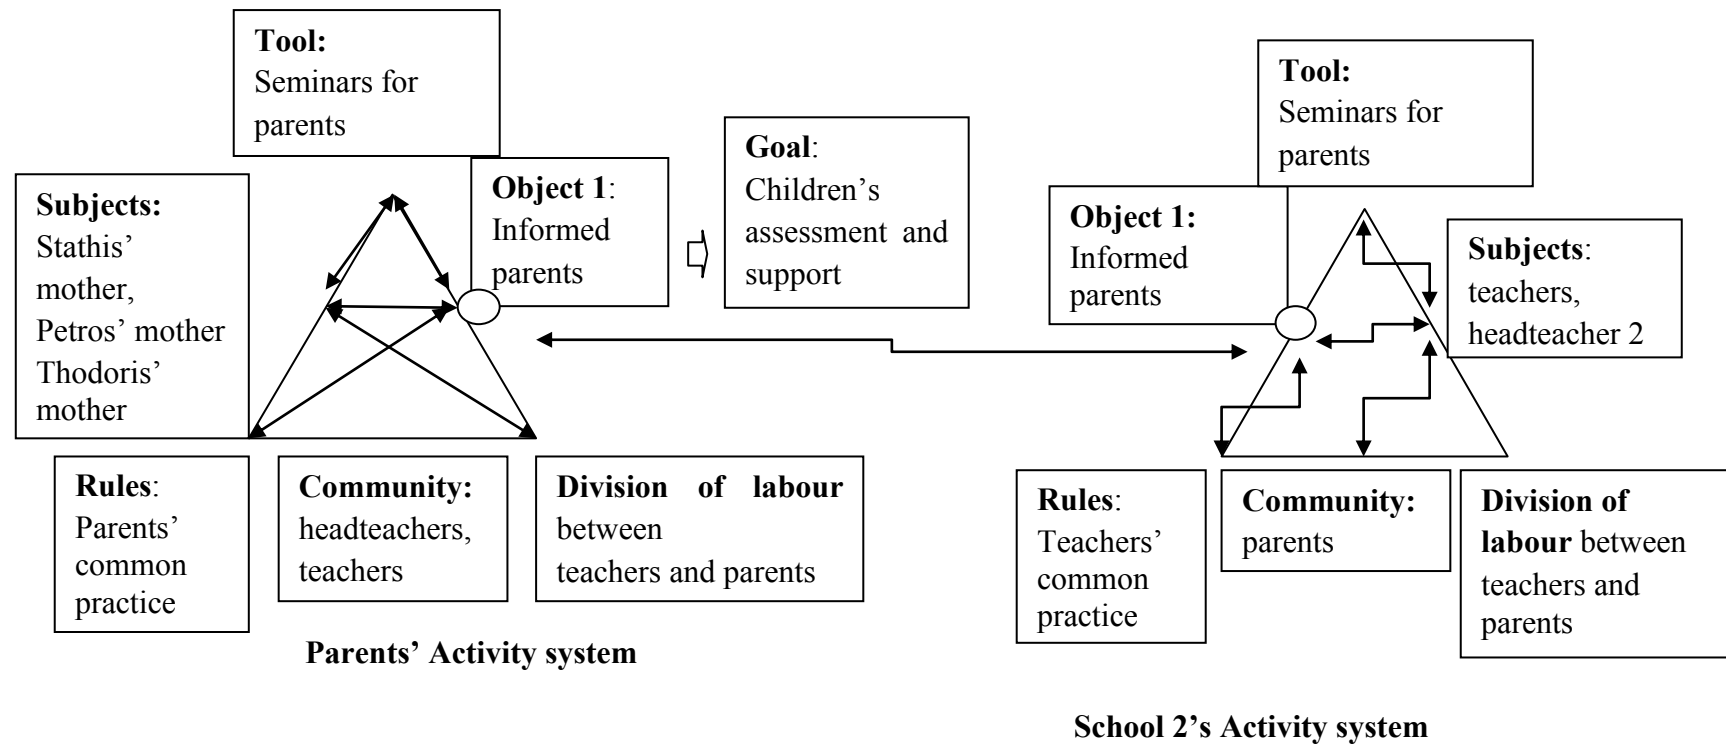 Tool:
Seminars for
parents
Subjects:
Stathis’
mother,
Petros’ mother
Thodoris’
mother
Object 1:
Informed
parents
Goal:
Children’s
assessment and
support
Rules:
Parents’
common
practice
Community:
headteachers,
teachers
Division of labour
between
teachers and parents
Parents’ Activity system
Tool:
Seminars for
parents
Object 1:
Informed
parents
Subjects:
teachers,
headteacher 2
Rules:
Teachers’
common
practice
Community:
parents
Division of
labour between
teachers and
parents
School 2’s Activity system